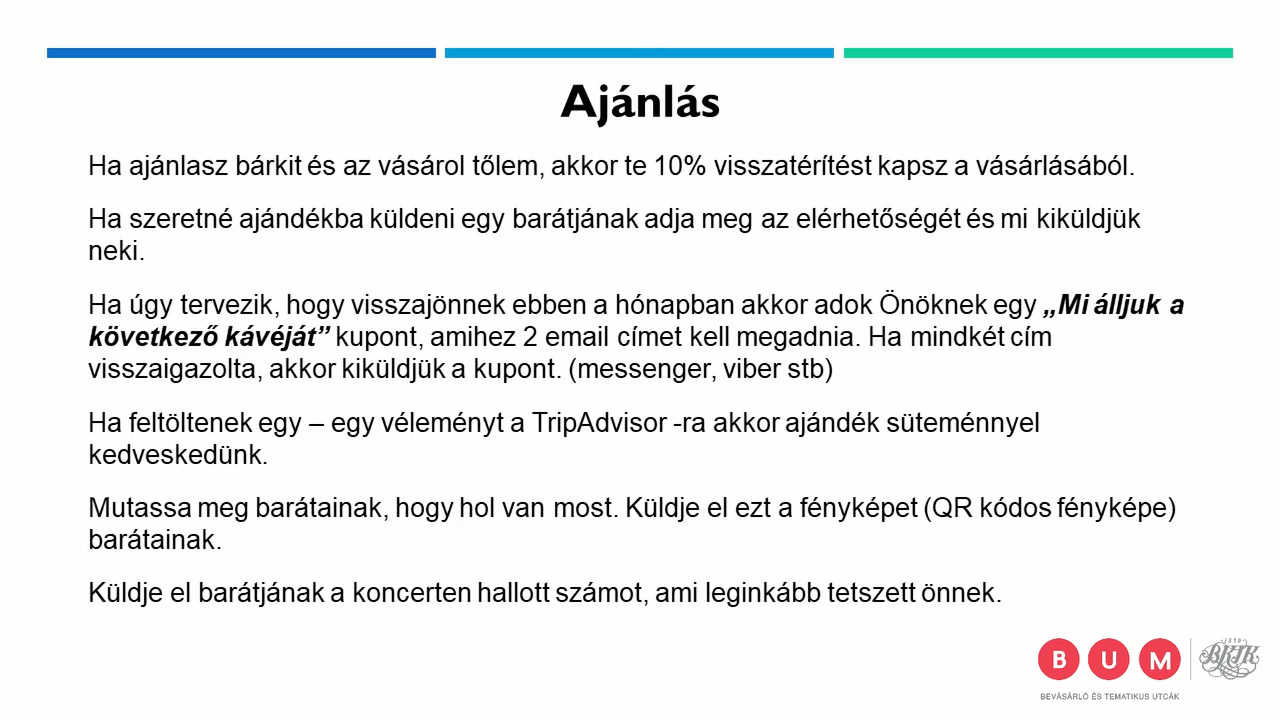 Ajánlás
Ha ajánlasz bárkit és az vásárol tőlem, akkor te 10% visszatérítést kapsz a vásárlásából.
Ha szeretné ajándékba küldeni egy barátjának adja meg az elérhetőségét és mi kiküldjük
neki.
Ha úgy tervezik, hogy visszajönnek ebben a hónapban akkor adok Önöknek egy „Mi álljuk a
következő kávéját” kupont, amihez 2 email címet kell megadnia. Ha mindkét cím
visszaigazolta, akkor kiküldjük a kupont. (messenger, viber stb)
Ha feltöltenek egy – egy véleményt a TripAdvisor -ra akkor ajándék süteménnyel
kedveskedünk.
Mutassa meg barátainak, hogy hol van most. Küldje el ezt a fényképet (QR kódos fényképe)
barátainak.
Küldje el barátjának a koncerten hallott számot, ami leginkább tetszett önnek.
B U M
BEVÁSÁRLÓ ÉS TEMATIKUS UTCÁK
1850
BKIK